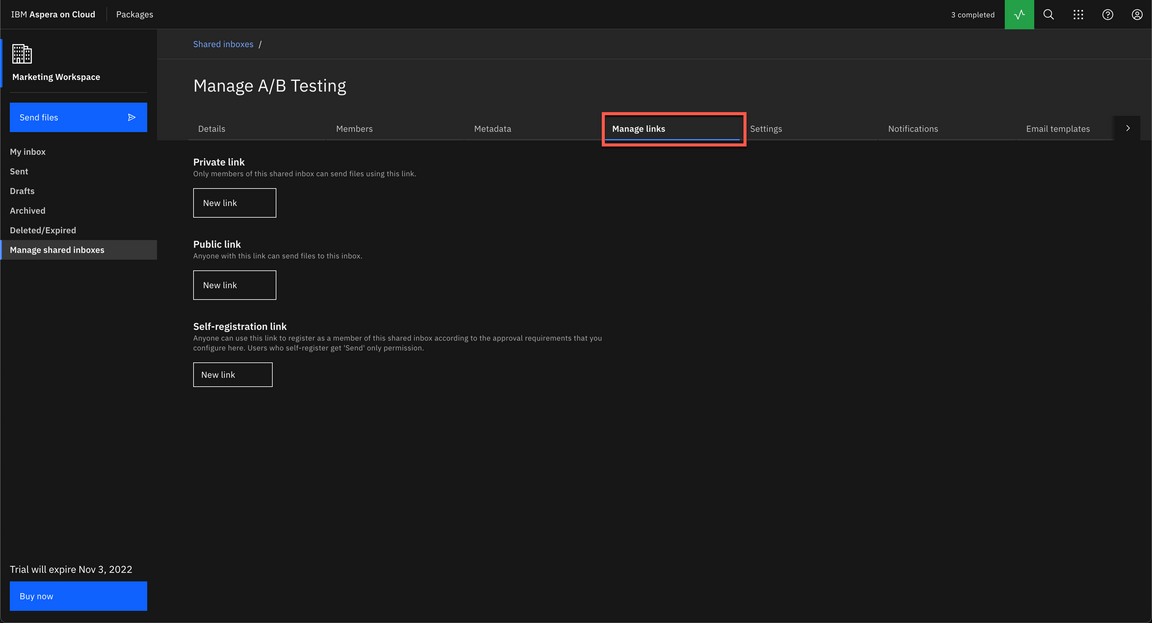 IBM Aspera on Cloud
Packages
3 completed
Marketing Workspace
Send files
My inbox
Sent
Drafts
Archived
Deleted/Expired
Manage shared inboxes
Trial will expire Nov 3, 2022
Buy now
Shared inboxes /
Manage A/B Testing
Details
Members
Metadata
Manage links
Settings
Notifications
Email templates
Private link
Only members of this shared inbox can send files using this link.
New link
Public link
Anyone with this link can send files to this inbox.
New link
Self-registration link
Anyone can use this link to register as a member of this shared inbox according to the approval requirements that you
configure here. Users who self-register get 'Send' only permission.
New link